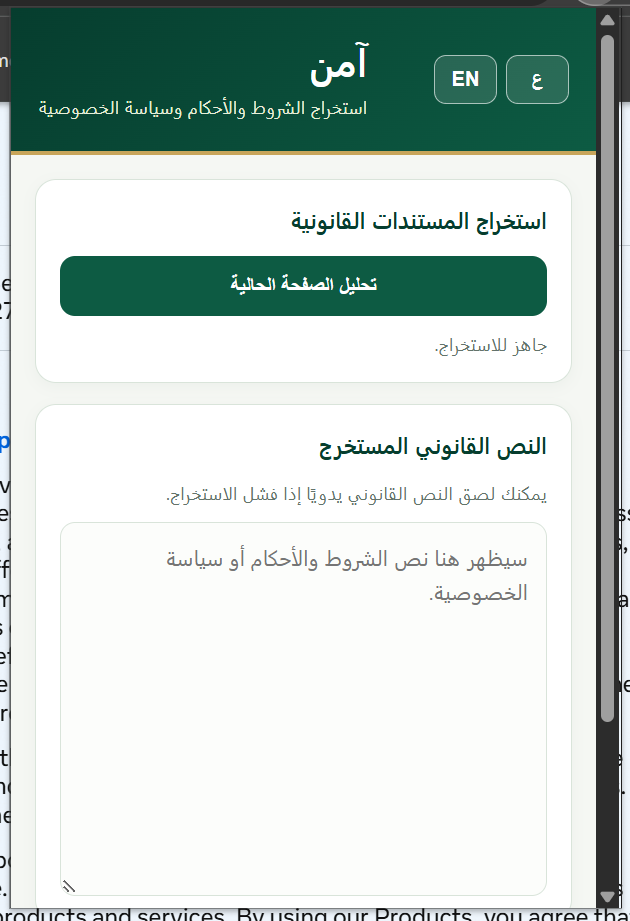 آمن
استخراج الشروط والأحكام وسياسة الخصوصية
EN
ع
استخراج المستندات القانونية
تحليل الصفحة الحالية
جاهز للاستخراج.
النص القانوني المستخرج
يمكنك لصق النص القانوني يدويًا إذا فشل الاستخراج.
سيظهر هنا نص الشروط والأحكام أو سياسة
الخصوصية.
products and services. By using our Products, you agree that